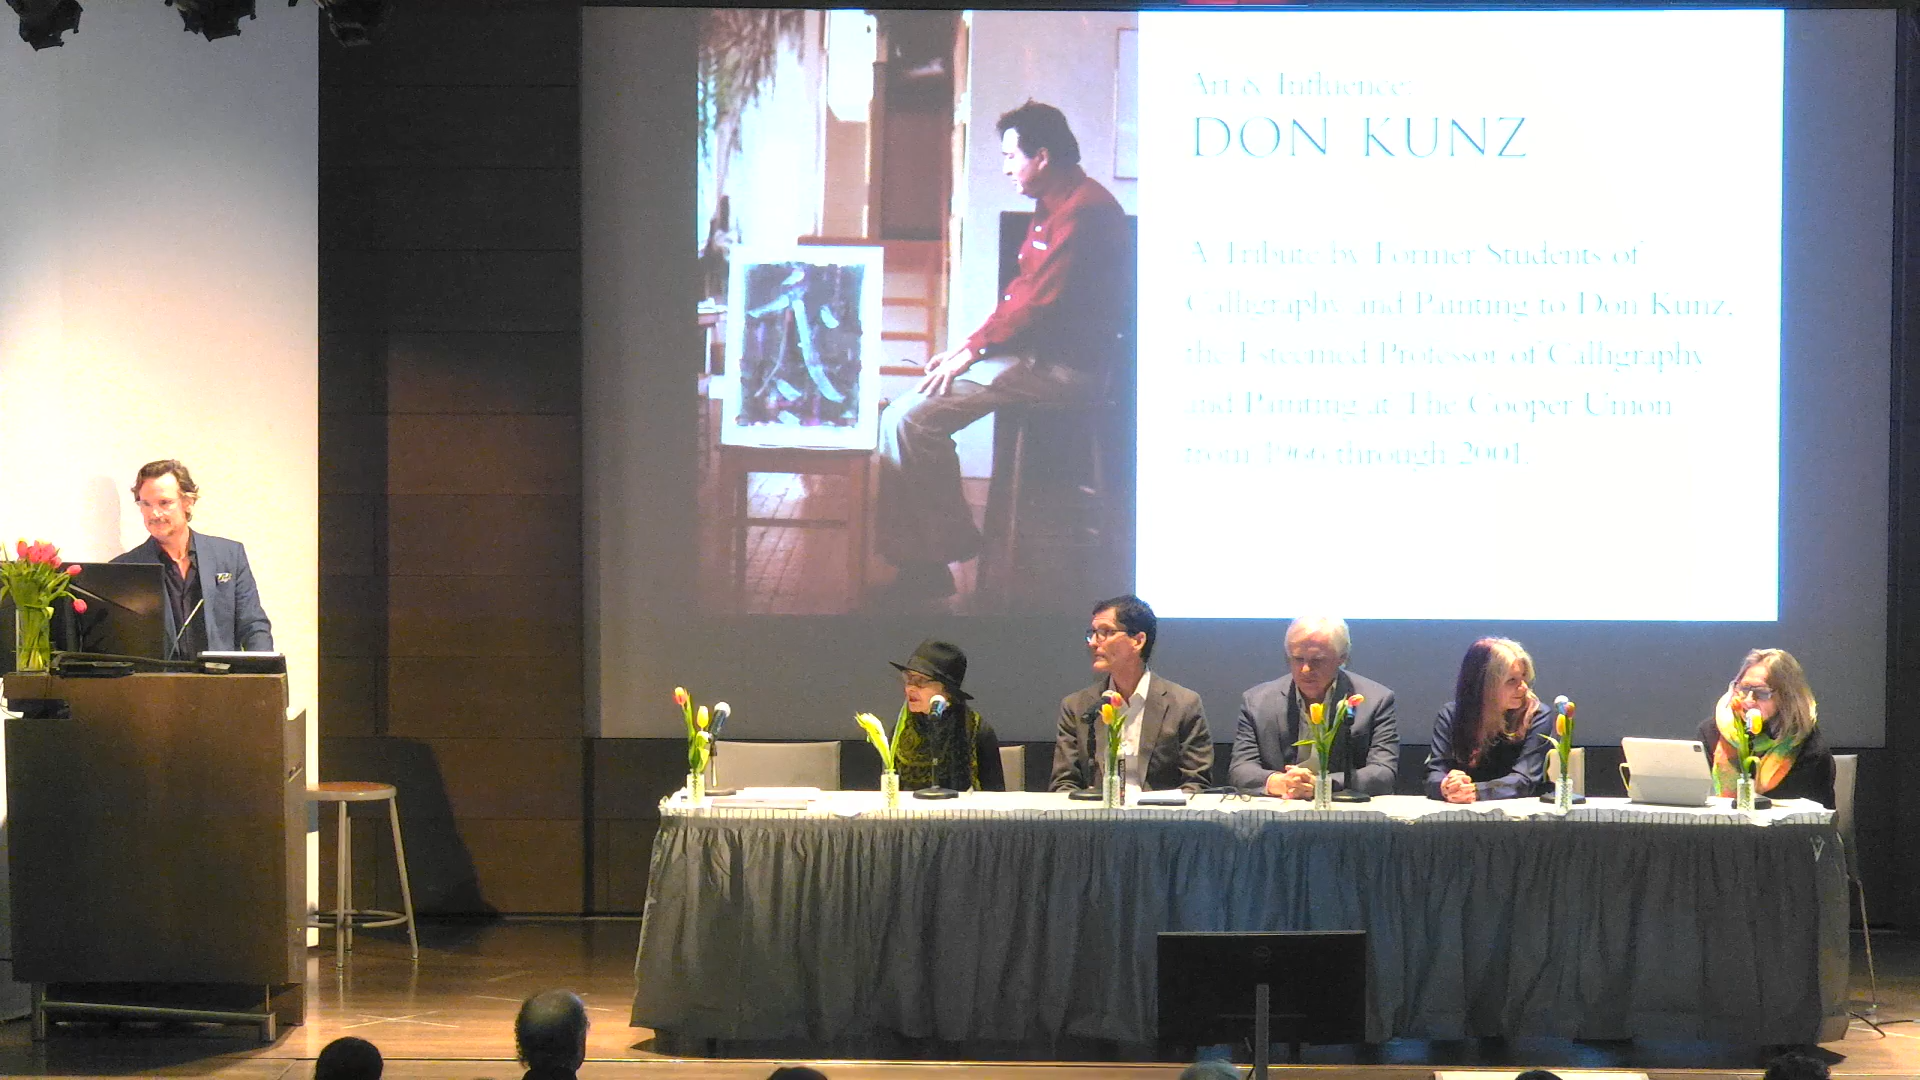 Art & Influence:
DON KUNZ
A Tribute by Former Students of
Calligraphy and Painting to Don Kunz,
the Esteemed Professor of Calligraphy
and Painting at The Cooper Union
from 1966 through 2001.